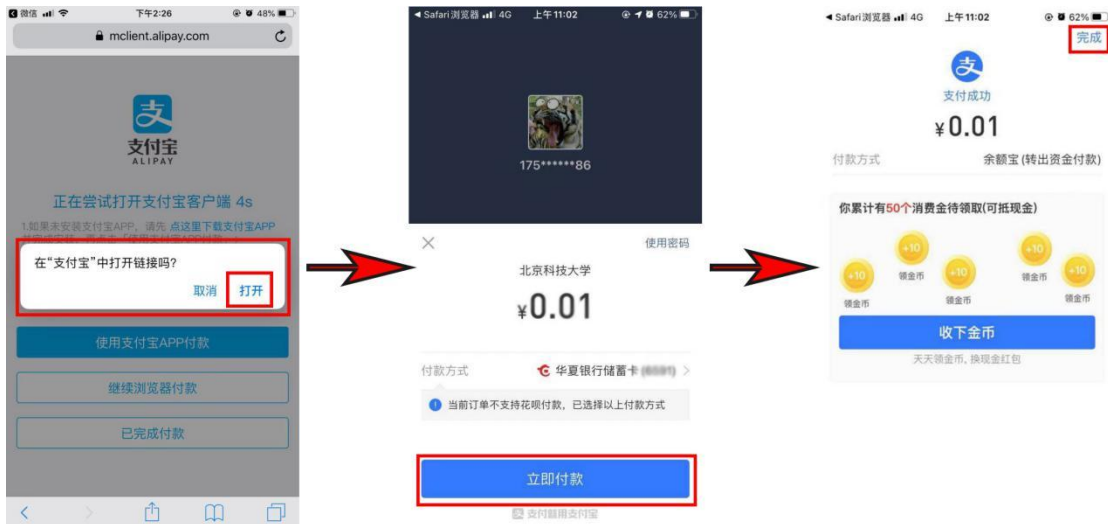 微信
下午2:26
48%
mclient.alipay.com
支
支付宝
ALIPAY
正在尝试打开支付宝客户端 4s
1.如果未安装支付宝APP，请先 点这里下载支付宝APP
在“支付宝”中打开链接吗?
取消 打开
使用支付宝APP付款
继续浏览器付款
已完成付款
Safari浏览器 4G 上午11:02 62%
175******86
使用密码
北京科技大学
¥0.01
付款方式 华夏银行储蓄卡
当前订单不支持花呗付款，已选择以上付款方式
立即付款
支付就用支付宝
Safari浏览器 4G 上午11:02 62%
完成
支
支付成功
¥0.01
付款方式 余额宝(转出资金付款)
你累计有50个消费金待领取(可抵现金)
+10 +10 +10 +10 +10
领金币 领金币 领金币 领金币 领金币
收下金币
天天领金币, 换现金红包